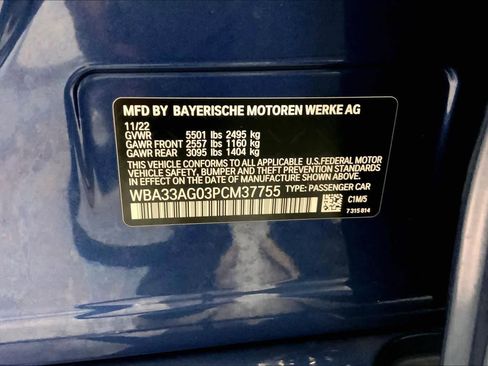 MFD BY BAYERISCHE MOTOREN WERKE AG
11/22
GVWR 5501 lbs 2495 kg
GAWR FRONT 2557 lbs 1160 kg
GAWR REAR 3095 lbs 1404 kg
THIS VEHICLE CONFORMS TO ALL APPLICABLE U.S.FEDERAL MOTOR
VEHICLE SAFETY, BUMPER, AND THEFT PREVENTION STANDARDS IN
EFFECT ON THE DATE OF MANUFACTURE SHOWN ABOVE.
WBA33AG03PCM37755 TYPE: PASSENGER CAR
C1M/5
7 315 814